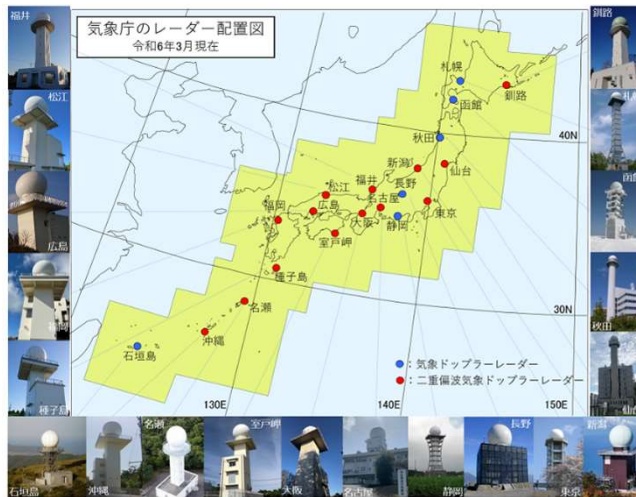 気象庁のレーダー配置図
令和6年3月現在
福井
松江
広島
福岡
種子島
釧路
秋田
札幌
函館
釧路
秋田
40N
新潟
仙台
福井
長野
松江
名古屋
福岡
広島
大阪
静岡
東京
室戸岬
種子島
30N
名瀬
沖縄
石垣島
●：気象ドップラーレーダー
●：二重偏波気象ドップラーレーダー
130E
140E
150E
石垣島
沖縄
名瀬
室戸岬
大阪
名古屋
静岡
長野
東京
新潟